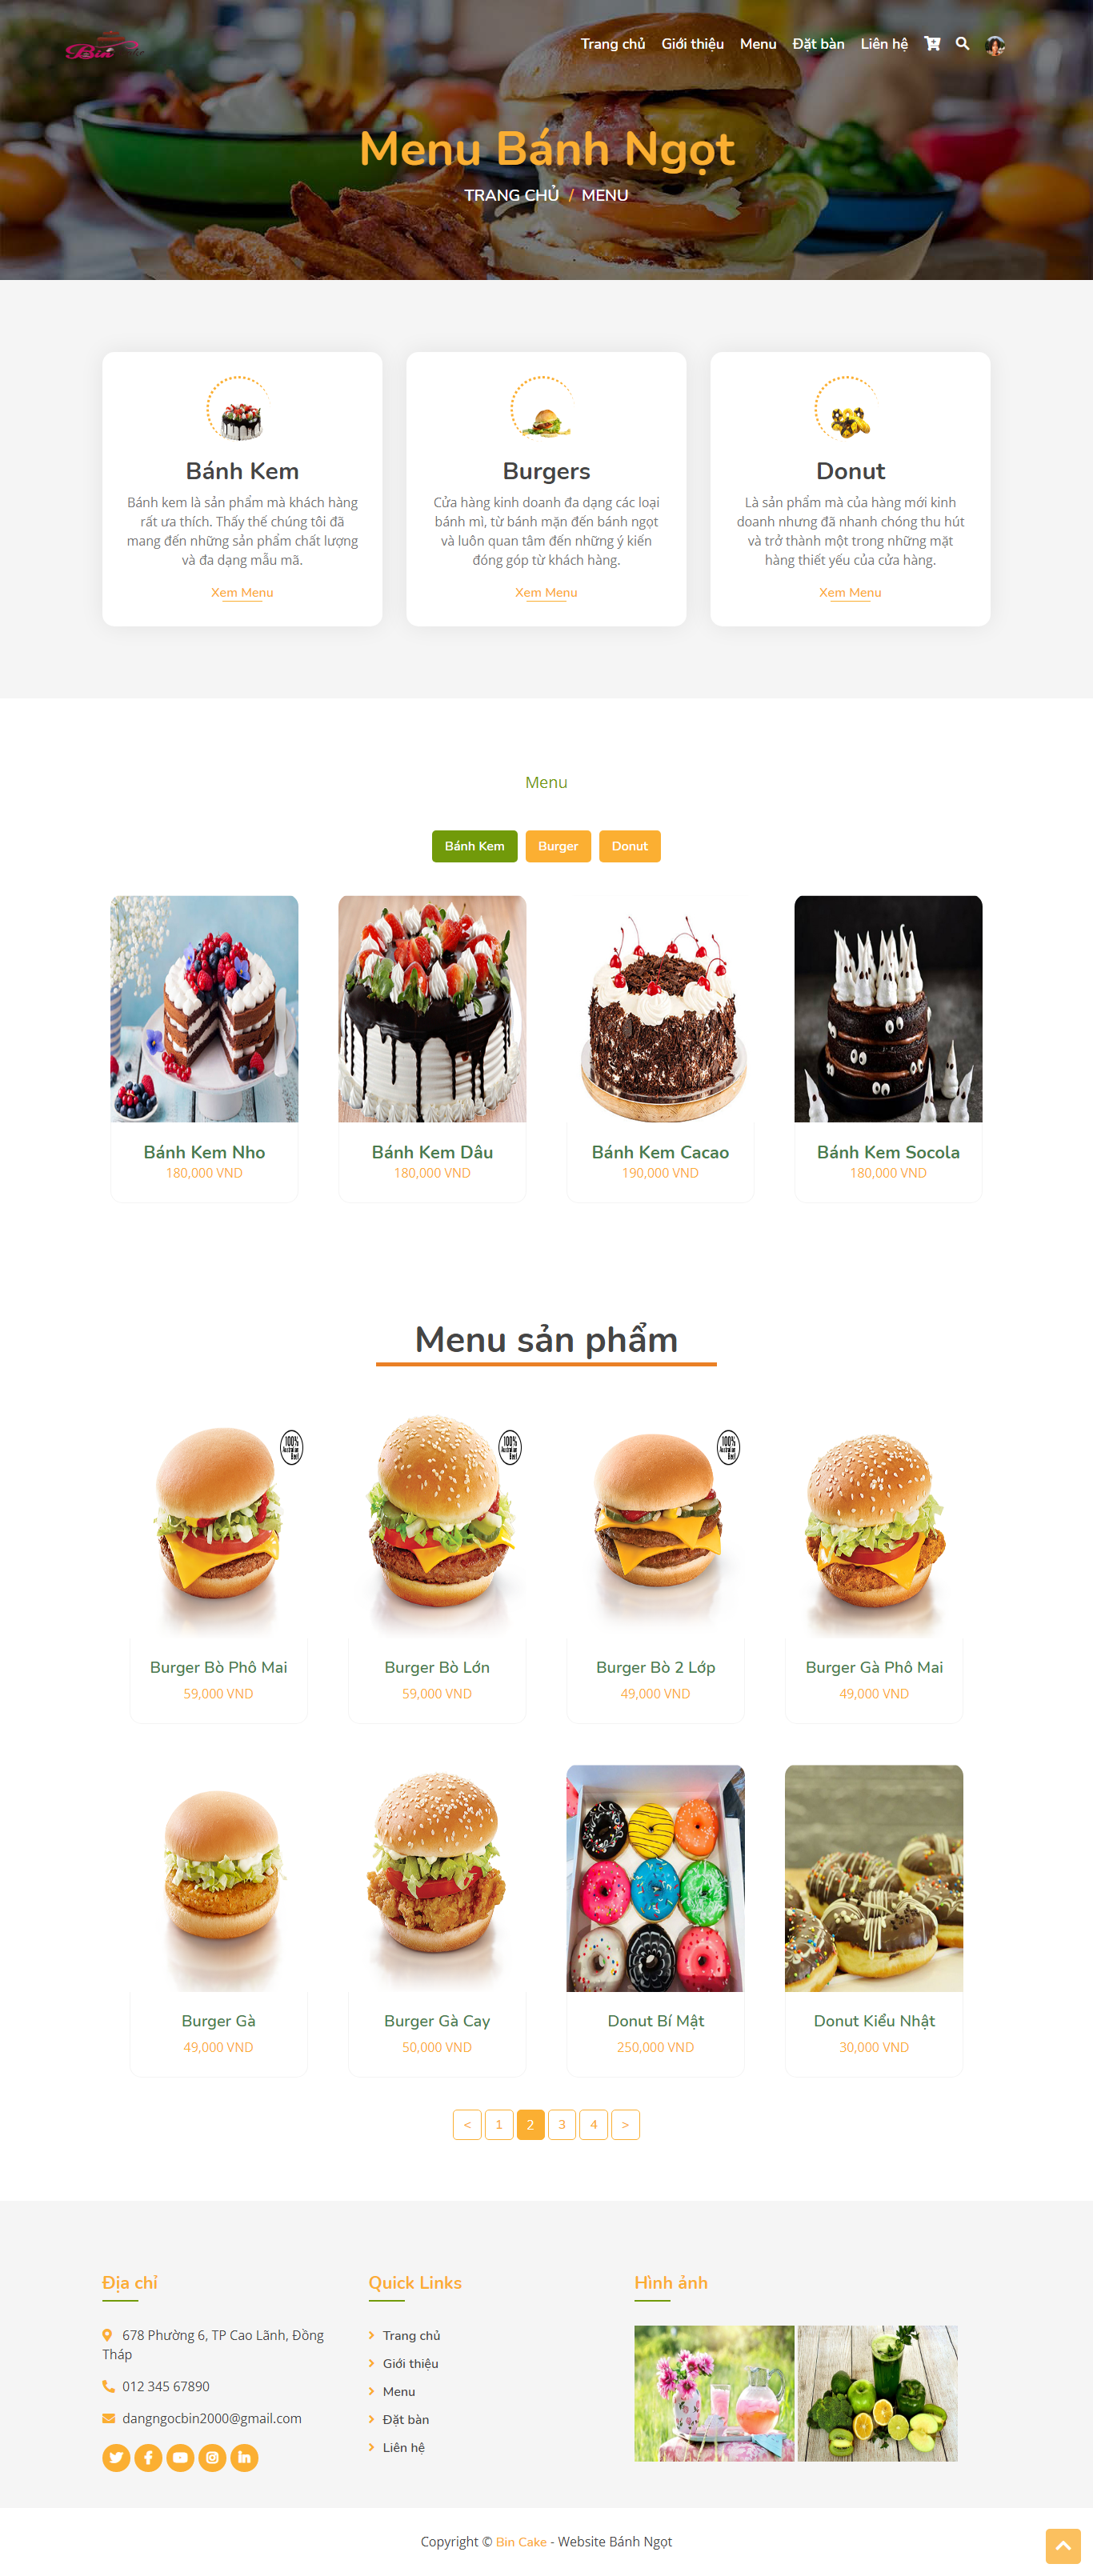 Bin Cake
Trang chủ Giới thiệu Menu Đặt bàn Liên hệ
Menu Bánh Ngọt
TRANG CHỦ / MENU
Bánh Kem
Bánh kem là sản phẩm mà khách hàng
rất ưa thích. Thấy thế chúng tôi đã
mang đến những sản phẩm chất lượng
và đa dạng mẫu mã.
Xem Menu
Burgers
Cửa hàng kinh doanh đa dạng các loại
bánh mì, từ bánh mặn đến bánh ngọt
và luôn quan tâm đến những ý kiến
đóng góp từ khách hàng.
Xem Menu
Donut
Là sản phẩm mà của hàng mới kinh
doanh nhưng đã nhanh chóng thu hút
và trở thành một trong những mặt
hàng thiết yếu của cửa hàng.
Xem Menu
Menu
Bánh Kem Burger Donut
Bánh Kem Nho
180,000 VND
Bánh Kem Dâu
180,000 VND
Bánh Kem Cacao
190,000 VND
Bánh Kem Socola
180,000 VND
Menu sản phẩm
100%
Australian
Beef
100%
Australian
Beef
100%
Australian
Beef
Burger Bò Phô Mai
59,000 VND
Burger Bò Lớn
59,000 VND
Burger Bò 2 Lớp
49,000 VND
Burger Gà Phô Mai
49,000 VND
Burger Gà
49,000 VND
Burger Gà Cay
50,000 VND
Donut Bí Mật
250,000 VND
Donut Kiểu Nhật
30,000 VND
< 1 2 3 4 >
Địa chỉ
678 Phường 6, TP Cao Lãnh, Đồng
Tháp
012 345 67890
dangngocbin2000@gmail.com
Quick Links
Trang chủ
Giới thiệu
Menu
Đặt bàn
Liên hệ
Hình ảnh
Copyright © Bin Cake - Website Bánh Ngọt